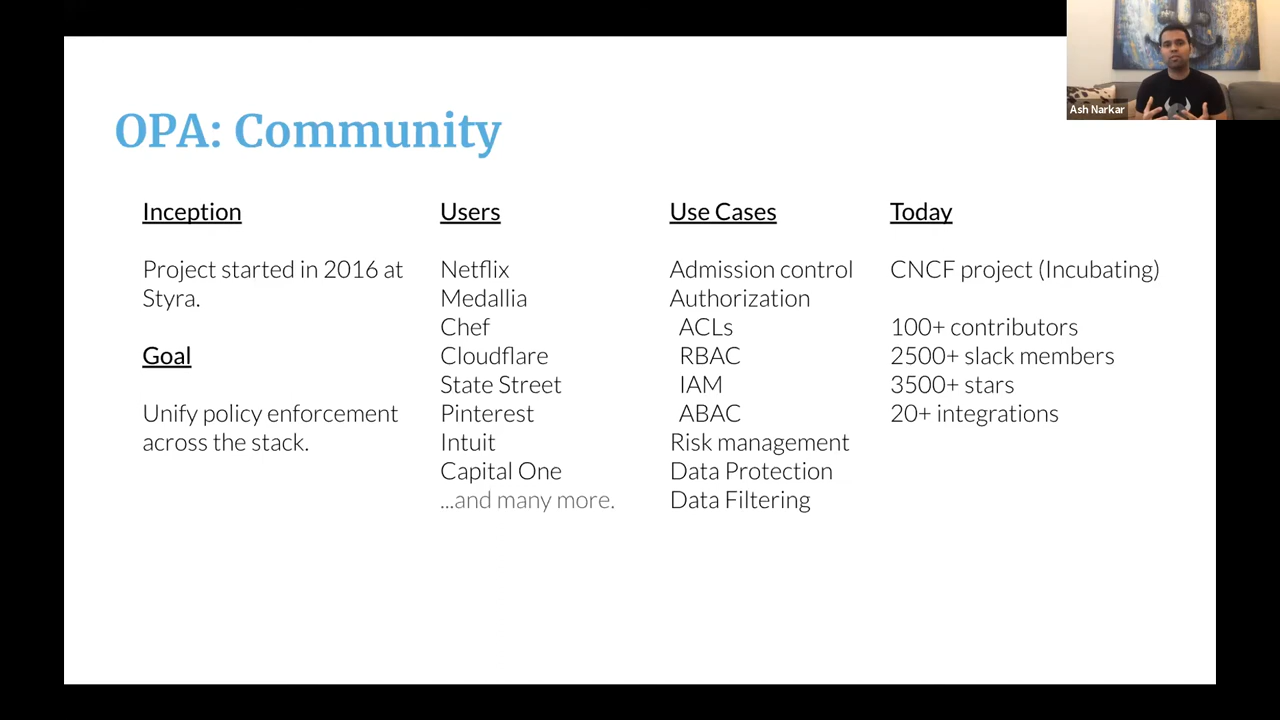 OPA: Community
Ash Narkar
Inception
Project started in 2016 at
Styra.
Goal
Unify policy enforcement
across the stack.
Users
Netflix
Medallia
Chef
Cloudflare
State Street
Pinterest
Intuit
Capital One
...and many more.
Use Cases
Admission control
Authorization
ACLs
RBAC
IAM
ABAC
Risk management
Data Protection
Data Filtering
Today
CNCF project (Incubating)
100+ contributors
2500+ slack members
3500+ stars
20+ integrations